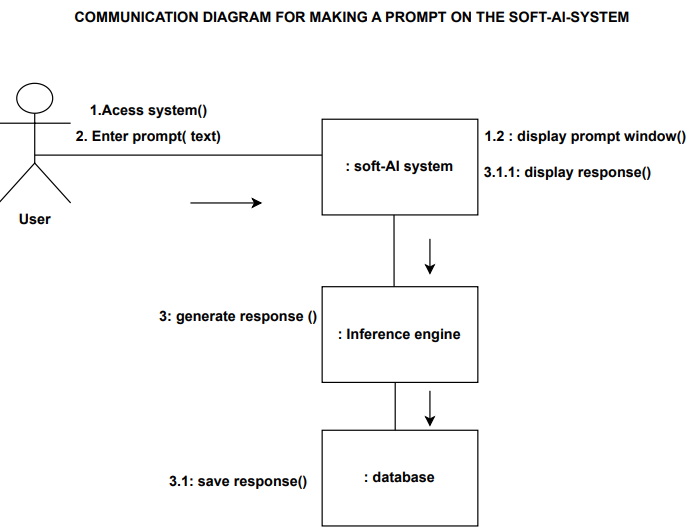 COMMUNICATION DIAGRAM FOR MAKING A PROMPT ON THE SOFT-AI-SYSTEM
1.Acess system()
2. Enter prompt( text)
User
: soft-AI system
1.2 : display prompt window()
3.1.1: display response()
3: generate response ()
: Inference engine
3.1: save response()
: database